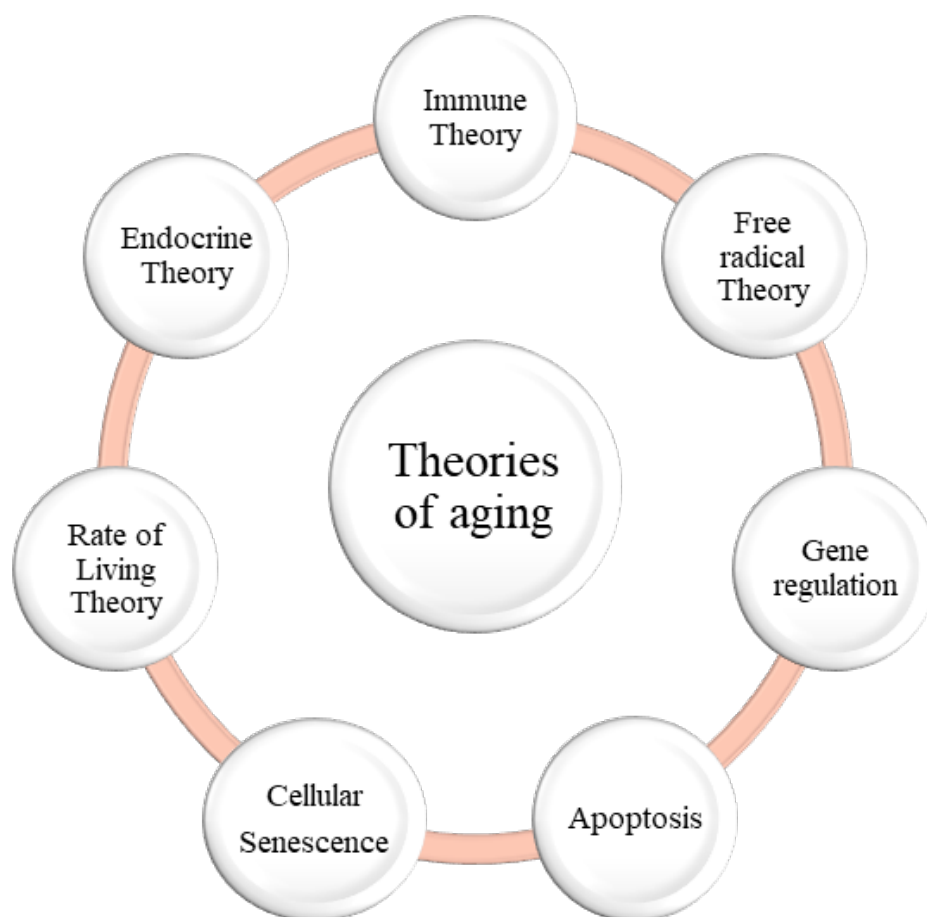 Immune
Theory
Free
radical
Theory
Gene
regulation
Apoptosis
Cellular
Senescence
Rate of
Living
Theory
Endocrine
Theory
Theories
of aging